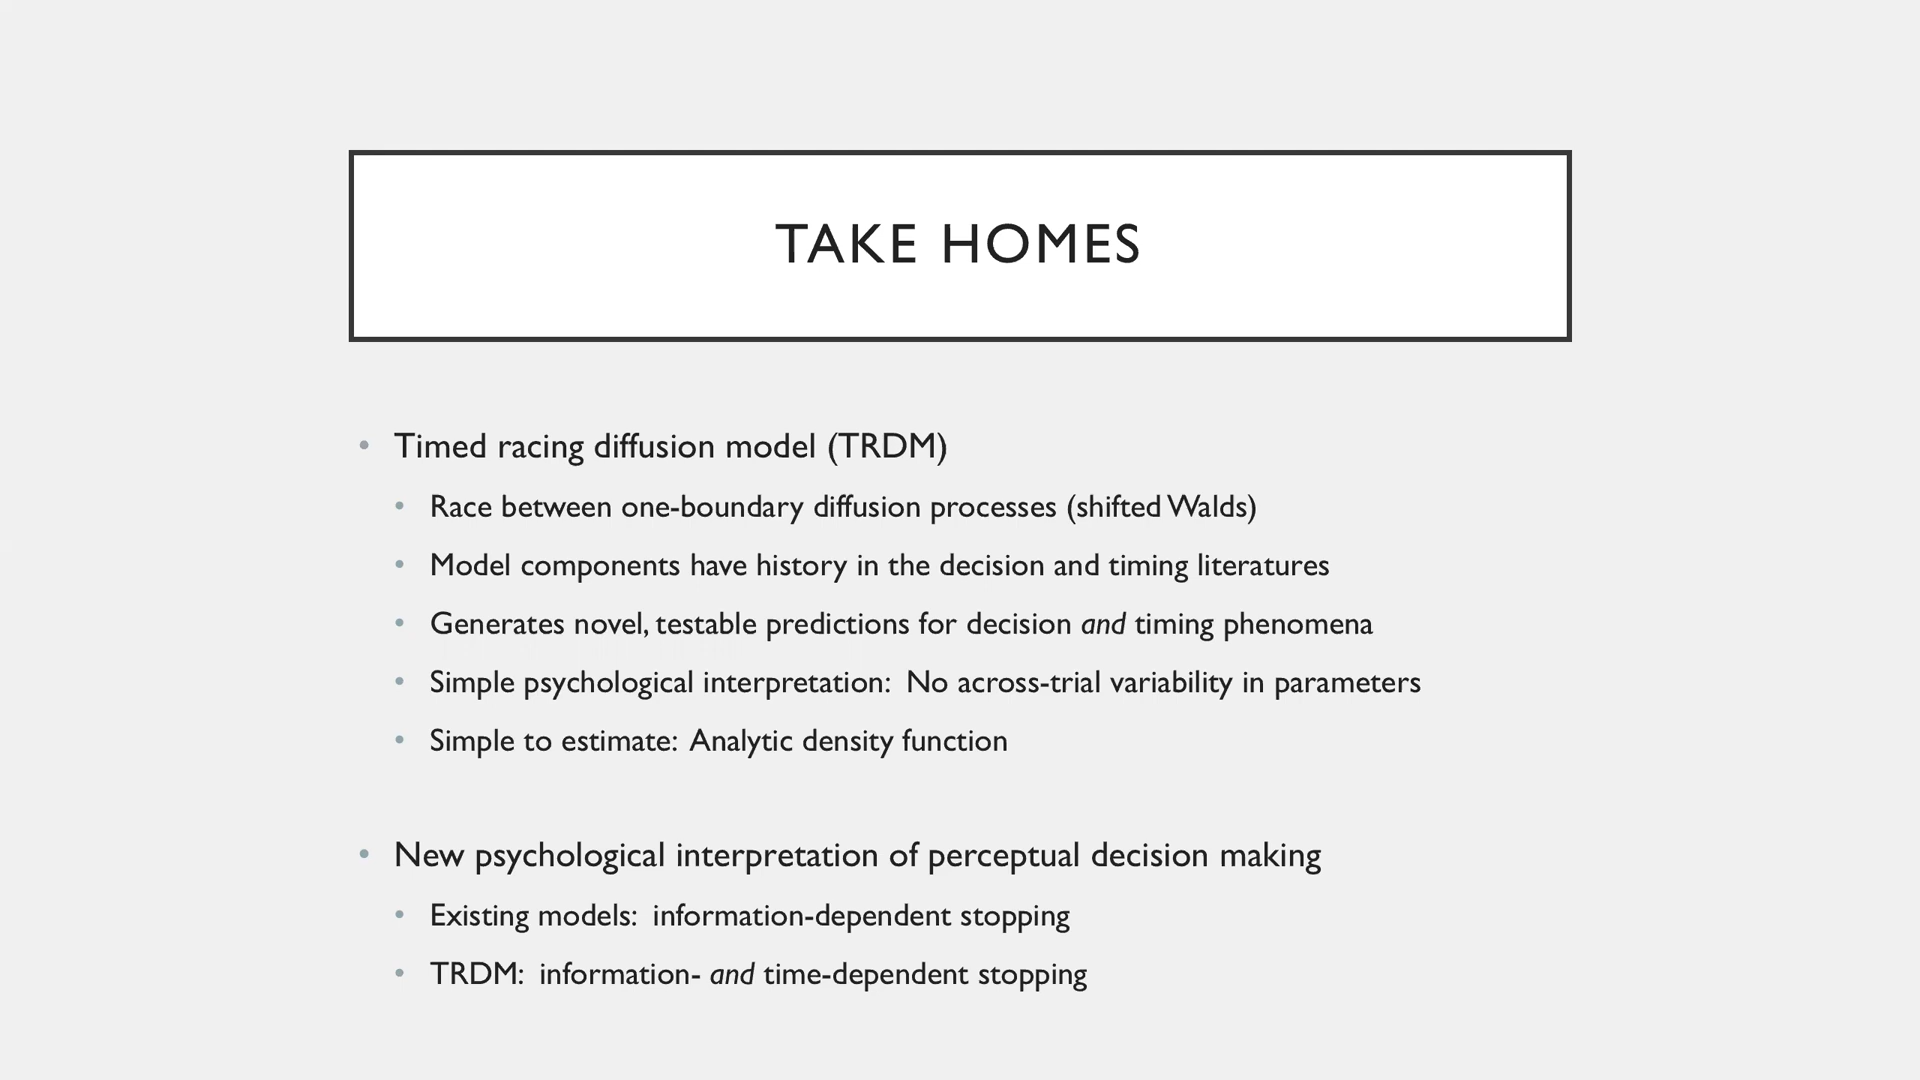 TAKE HOMES
• Timed racing diffusion model (TRDM)
• Race between one-boundary diffusion processes (shifted Walds)
• Model components have history in the decision and timing literatures
• Generates novel, testable predictions for decision and timing phenomena
• Simple psychological interpretation: No across-trial variability in parameters
• Simple to estimate: Analytic density function
• New psychological interpretation of perceptual decision making
• Existing models: information-dependent stopping
• TRDM: information- and time-dependent stopping